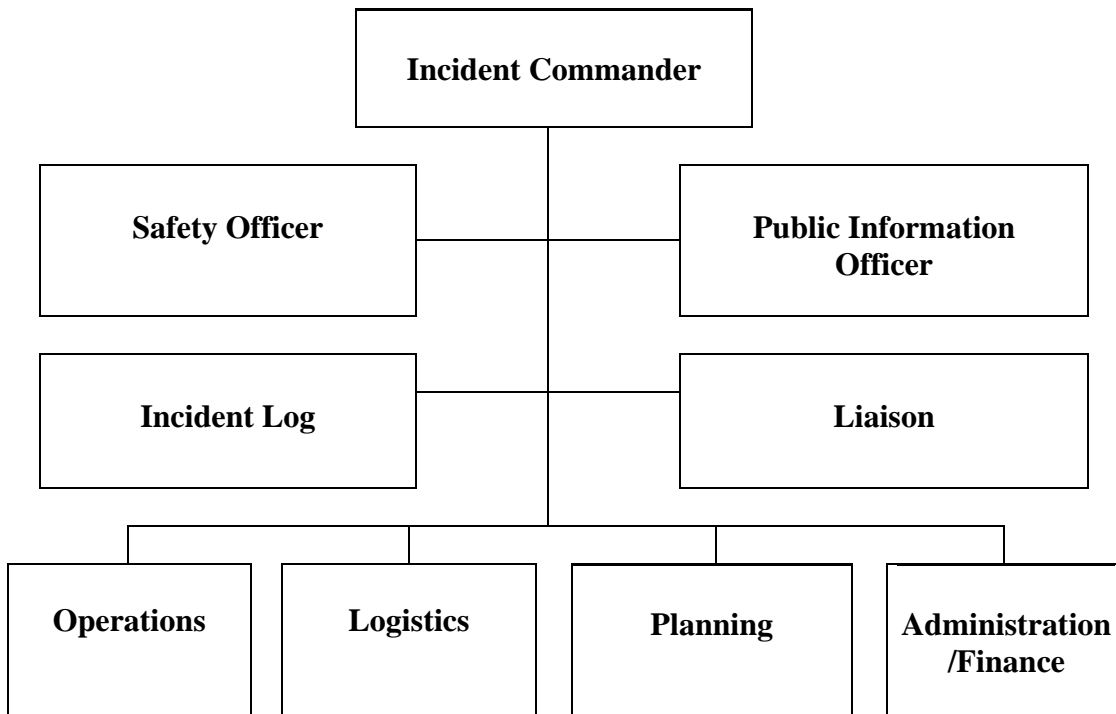 Incident Commander
Safety Officer
Public Information
Officer
Incident Log
Liaison
Operations
Logistics
Planning
Administration
/Finance